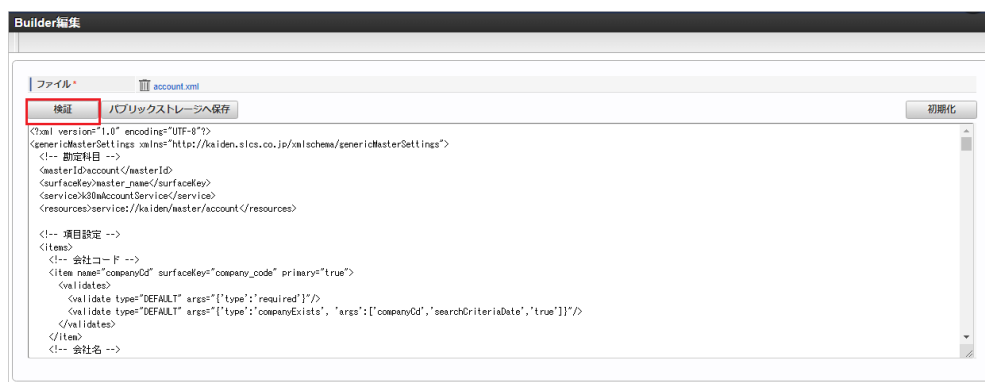 Builder編集
ファイル* account.xml
検証 パブリックストレージへ保存 初期化
<?xml version="1.0" encoding="UTF-8"?>
<genericMasterSettings xmlns="http://kaiden.slcs.co.jp/xmlschema/genericMasterSettings">
<!-- 勘定科目 -->
<masterId>account</masterId>
<surfaceKey>master_name</surfaceKey>
<service>k30mAccountService</service>
<resources>service://kaiden/master/account</resources>
<!-- 項目設定 -->
<items>
<!-- 会社コード -->
<item name="companyCd" surfaceKey="company_code" primary="true">
<validates>
<validate type="DEFAULT" args="{'type':'required'}"/>
<validate type="DEFAULT" args="{'type':'companyExists', 'args':['companyCd','searchCriteriaDate','true']}"/>
</validates>
</item>
<!-- 会社名 -->